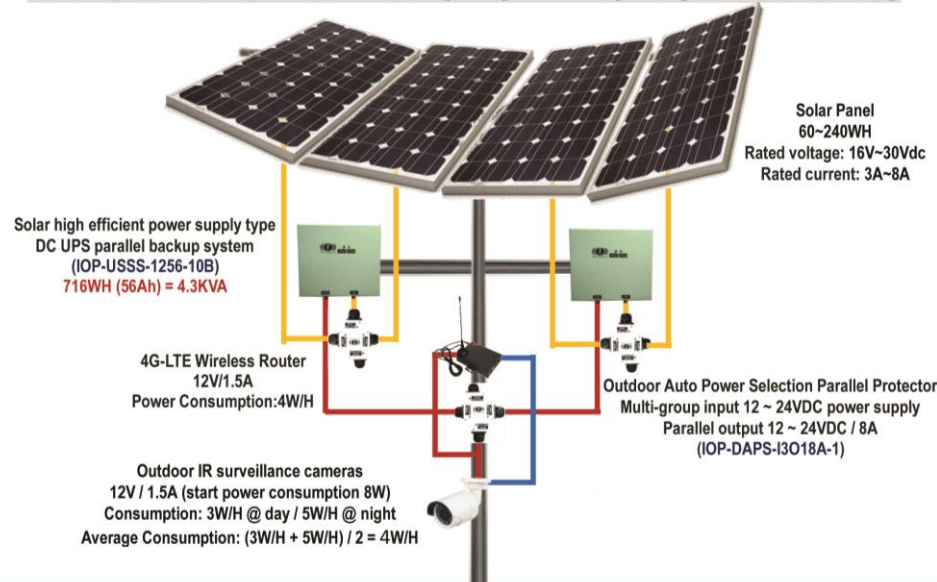 Solar Panel
60~240WH
Rated voltage: 16V~30Vdc
Rated current: 3A~8A
Solar high efficient power supply type
DC UPS parallel backup system
(IOP-USSS-1256-10B)
716WH (56Ah) = 4.3KVA
4G-LTE Wireless Router
12V/1.5A
Power Consumption:4W/H
Outdoor Auto Power Selection Parallel Protector
Multi-group input 12 ~ 24VDC power supply
Parallel output 12 ~ 24VDC / 8A
(IOP-DAPS-I3O18A-1)
Outdoor IR surveillance cameras
12V / 1.5A (start power consumption 8W)
Consumption: 3W/H @ day / 5W/H @ night
Average Consumption: (3W/H + 5W/H) / 2 = 4W/H